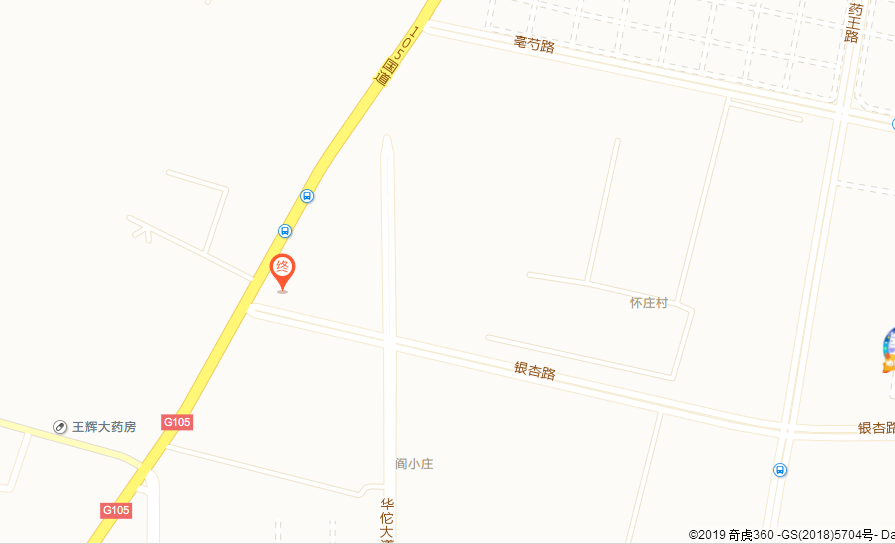 药王路
105国道
亳芍路
终
怀庄村
银杏路
G105
王辉大药房
银杏路
阎小庄
G105
华佗大道
©2019 奇虎360 -GS(2018)5704号- Da